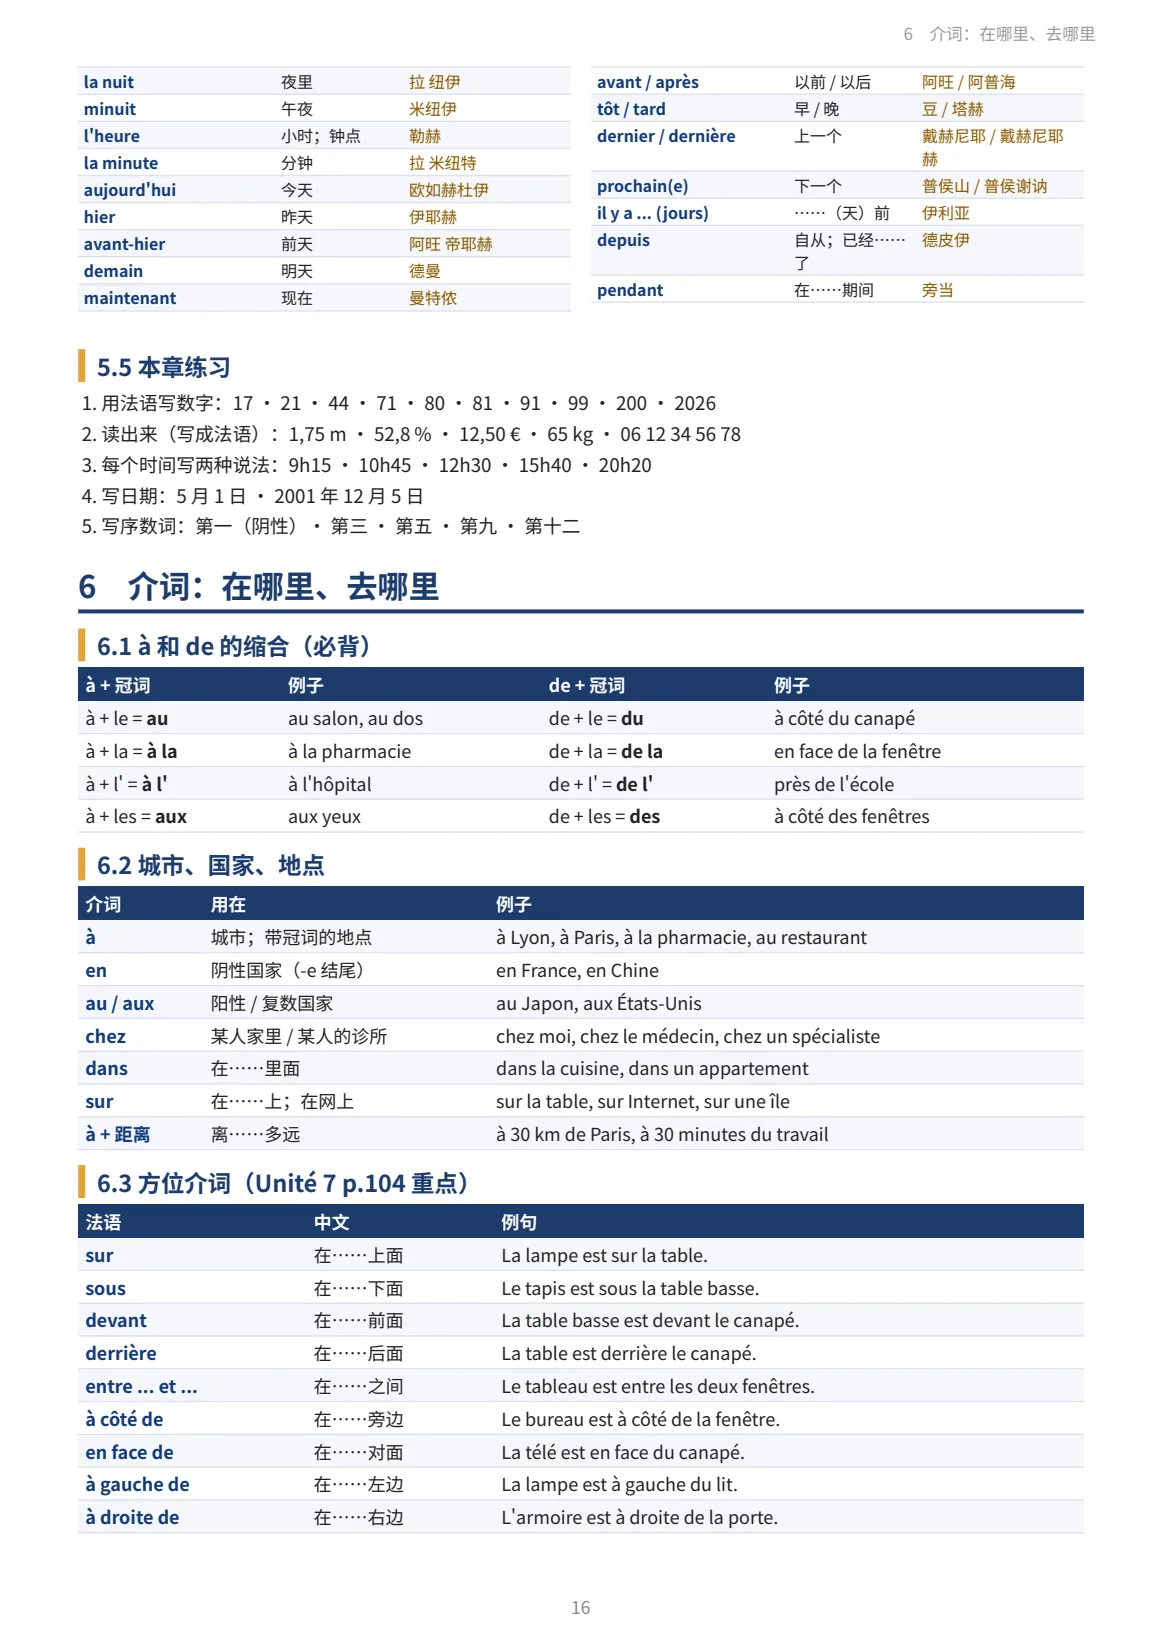 6 介词：在哪里、去哪里
la nuit 夜里 拉 纽伊
minuit 午夜 米纽伊
l'heure 小时；钟点 勒赫
la minute 分钟 拉 米纽特
aujourd'hui 今天 欧如赫杜伊
hier 昨天 伊耶赫
avant-hier 前天 阿旺 帝耶赫
demain 明天 德曼
maintenant 现在 曼特侬
avant / après 以前 / 以后 阿旺 / 阿普海
tôt / tard 早 / 晚 豆 / 塔赫
dernier / dernière 上一个 戴赫尼耶 / 戴赫尼耶
赫
prochain(e) 下一个 普侯山 / 普侯谢讷
il y a ... (jours) ……（天）前 伊利亚
depuis 自从；已经…… 德皮伊
了
pendant 在……期间 旁当
5.5 本章练习
1. 用法语写数字：17 • 21 • 44 • 71 • 80 • 81 • 91 • 99 • 200 • 2026
2. 读出来（写成法语）：1,75 m • 52,8 % • 12,50 € • 65 kg • 06 12 34 56 78
3. 每个时间写两种说法：9h15 • 10h45 • 12h30 • 15h40 • 20h20
4. 写日期：5 月 1 日 • 2001 年 12 月 5 日
5. 写序数词：第一（阴性） • 第三 • 第五 • 第九 • 第十二
6 介词：在哪里、去哪里
6.1 à 和 de 的缩合（必背）
à + 冠词 例子 de + 冠词 例子
à + le = au au salon, au dos de + le = du à côté du canapé
à + la = à la à la pharmacie de + la = de la en face de la fenêtre
à + l' = à l' à l'hôpital de + l' = de l' près de l'école
à + les = aux aux yeux de + les = des à côté des fenêtres
6.2 城市、国家、地点
介词 用在 例子
à 城市；带冠词的地点 à Lyon, à Paris, à la pharmacie, au restaurant
en 阴性国家（-e 结尾） en France, en Chine
au / aux 阳性 / 复数国家 au Japon, aux États-Unis
chez 某人家里 / 某人的诊所 chez moi, chez le médecin, chez un spécialiste
dans 在……里面 dans la cuisine, dans un appartement
sur 在……上；在网上 sur la table, sur Internet, sur une île
à + 距离 离……多远 à 30 km de Paris, à 30 minutes du travail
6.3 方位介词（Unité 7 p.104 重点）
法语 中文 例句
sur 在……上面 La lampe est sur la table.
sous 在……下面 Le tapis est sous la table basse.
devant 在……前面 La table basse est devant le canapé.
derrière 在……后面 La table est derrière le canapé.
entre ... et ... 在……之间 Le tableau est entre les deux fenêtres.
à côté de 在……旁边 Le bureau est à côté de la fenêtre.
en face de 在……对面 La télé est en face du canapé.
à gauche de 在……左边 La lampe est à gauche du lit.
à droite de 在……右边 L'armoire est à droite de la porte.
16